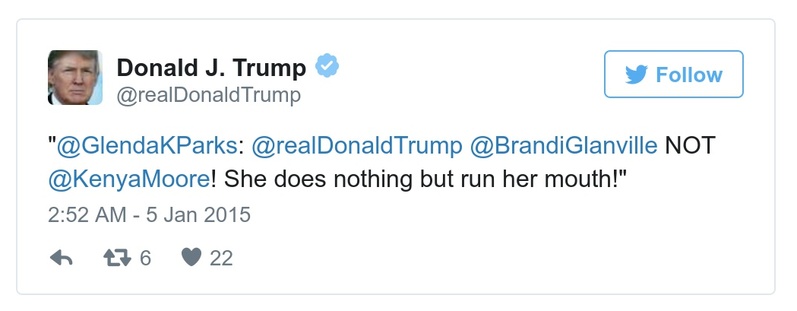 Donald J. Trump
@realDonaldTrump
Follow
"@GlendaKParks: @realDonaldTrump @BrandiGlanville NOT
@KenyaMoore! She does nothing but run her mouth!"
2:52 AM - 5 Jan 2015
6 22